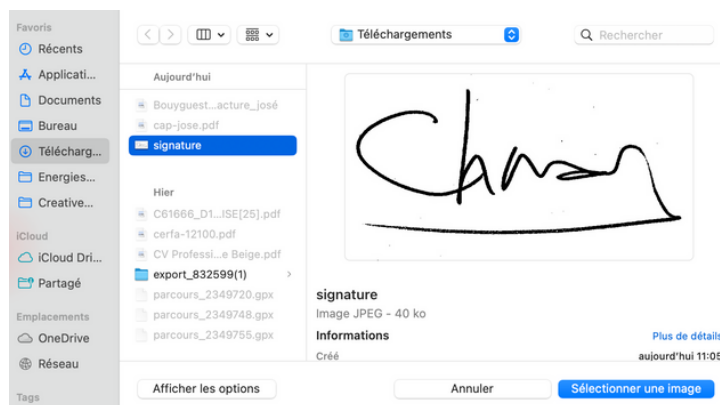 Favoris
Récents
Applicati...
Documents
Bureau
Télécharg...
Energies...
Creative...
iCloud
iCloud Dri...
Partagé
Emplacements
OneDrive
Réseau
Tags
Téléchargements
Rechercher
Aujourd'hui
Bouyguest...acture_josé
cap-jose.pdf
signature
Hier
C61666_D1...ISE[25].pdf
cerfa-12100.pdf
CV Professi...e Beige.pdf
export_832599(1)
parcours_2349720.gpx
parcours_2349748.gpx
parcours_2349755.gpx
signature
Image JPEG - 40 ko
Informations
Plus de détails
Créé
aujourd'hui 11:05
Afficher les options
Annuler
Sélectionner une image